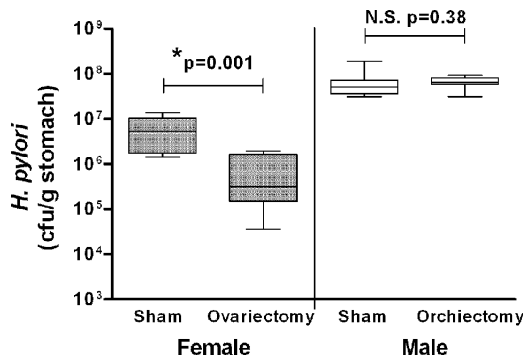 N.S. p=0.38
*p=0.001
H. pylori
(cfu/g stomach)
10⁹
10⁸
10⁷
10⁶
10⁵
10⁴
10³
Sham Ovariectomy Sham Orchiectomy
Female Male